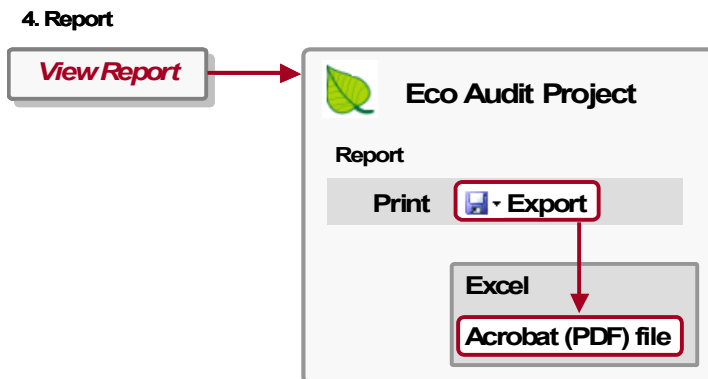 4. Report
View Report
Eco Audit Project
Report
Print Export
Excel
Acrobat (PDF) file